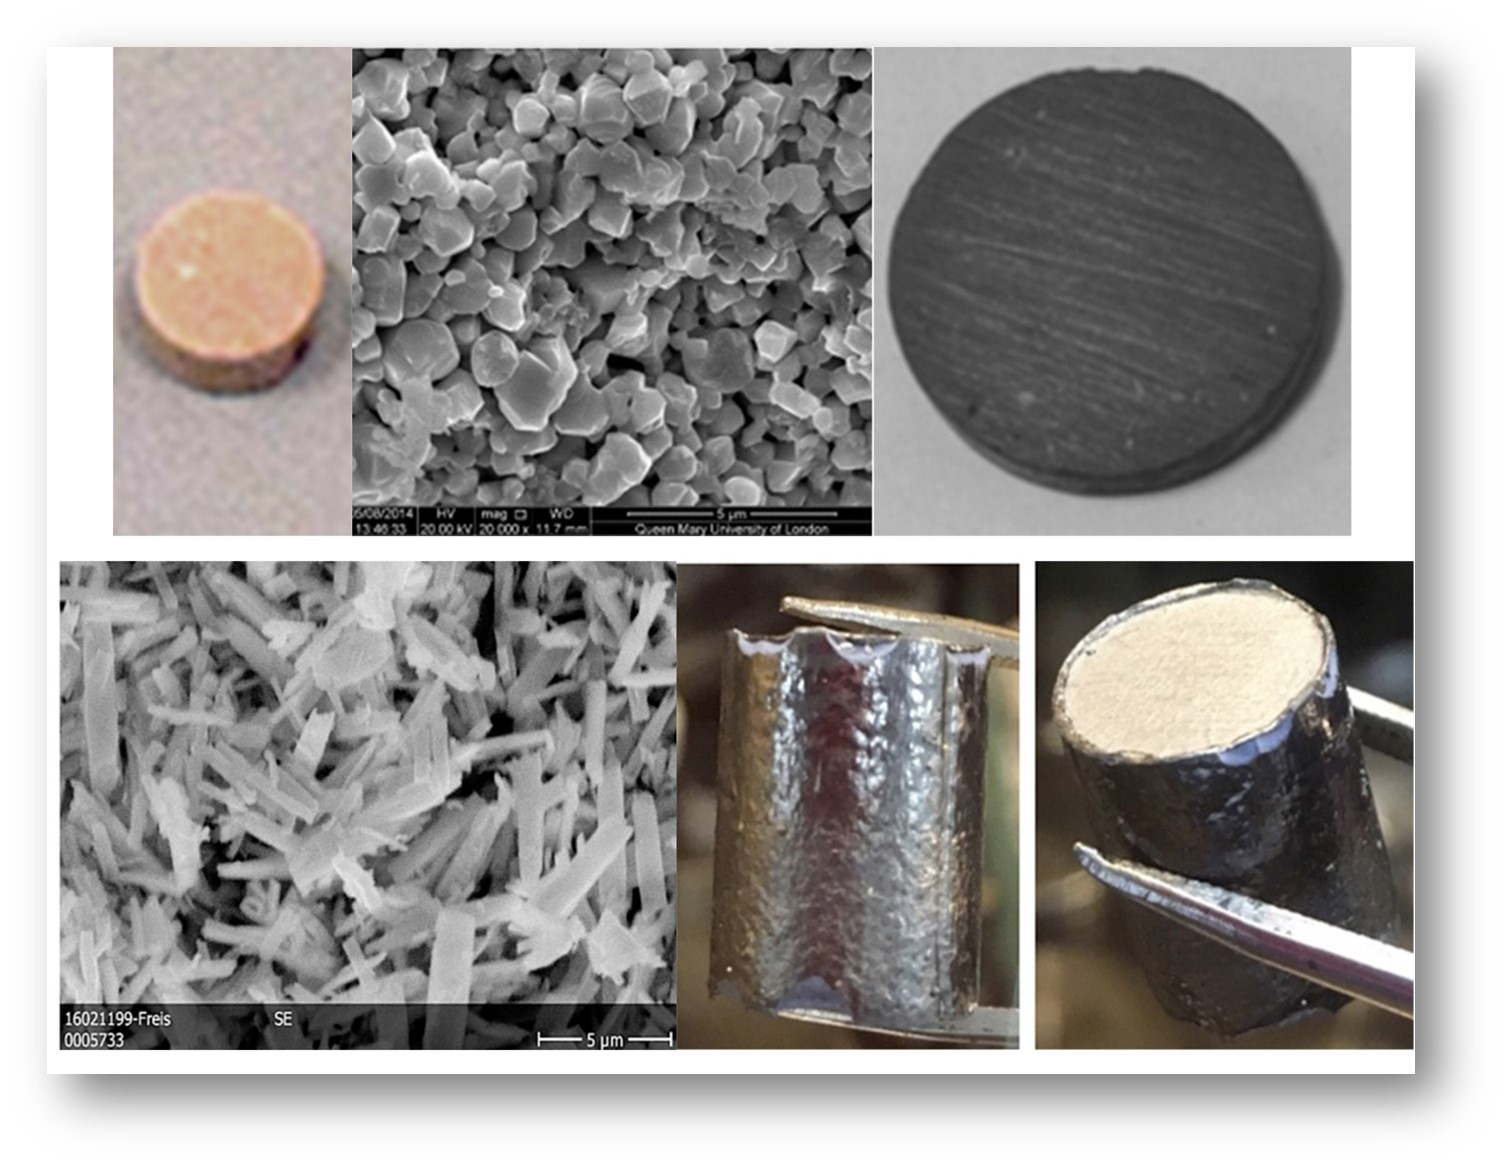 5/08/2014 HV mag WD
13:46:33 20.00 kV 20 000 x 11.7 mm 5 µm
Queen Mary University of London
16021199-Freis SE
0005733 5 µm